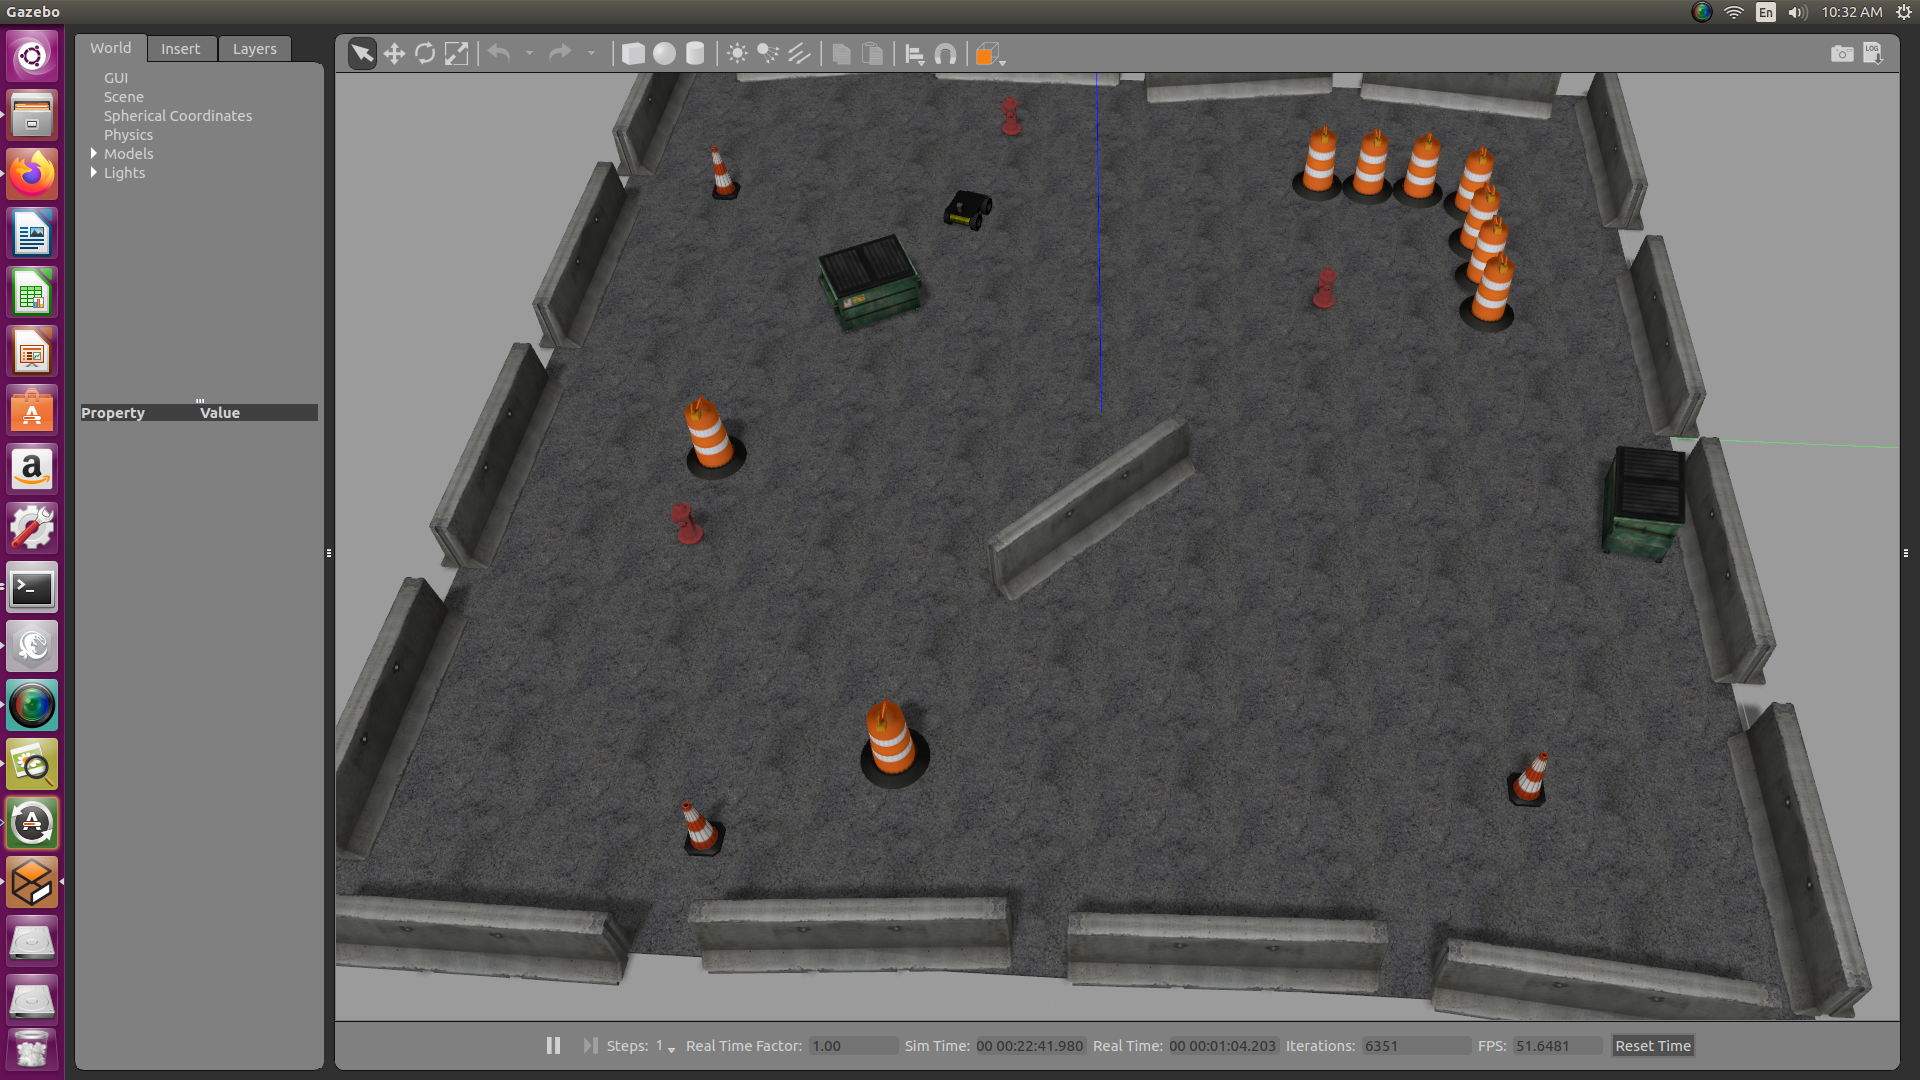 Gazebo
En
10:32 AM
World
Insert
Layers
LOG
GUI
Scene
Spherical Coordinates
Physics
Models
Lights
Property
Value
Steps: 1
Real Time Factor: 1.00
Sim Time: 00 00:22:41.980
Real Time: 00 00:01:04.203
Iterations: 6351
FPS: 51.6481
Reset Time